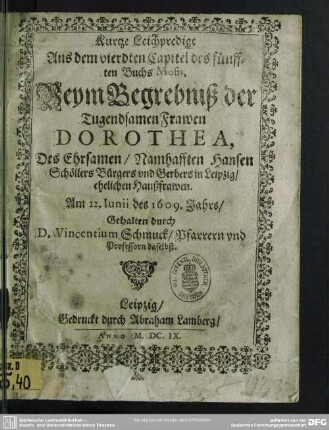 Kurtze Leichpredigt
Aus dem vierdten Capitel des fünff-
ten Buchs Mosis,
Beym Begrebniß der
Tugendsamen Frawen
DOROTHEA,
Des Ehrsamen / Namhafften Hansen
Schöllers Bürgers vnd Gerbers in Leipzig /
ehelichen Haußfrawen.
Am 22. Iunii des 1609. Jahrs /
Gehalten durch
D. Vincentium Schmuck / Pfarrern vnd
Professorn daselbst.
Leipzig /
Gedruckt durch Abraham Lamberg /
ANNO M. DC. IX.
40